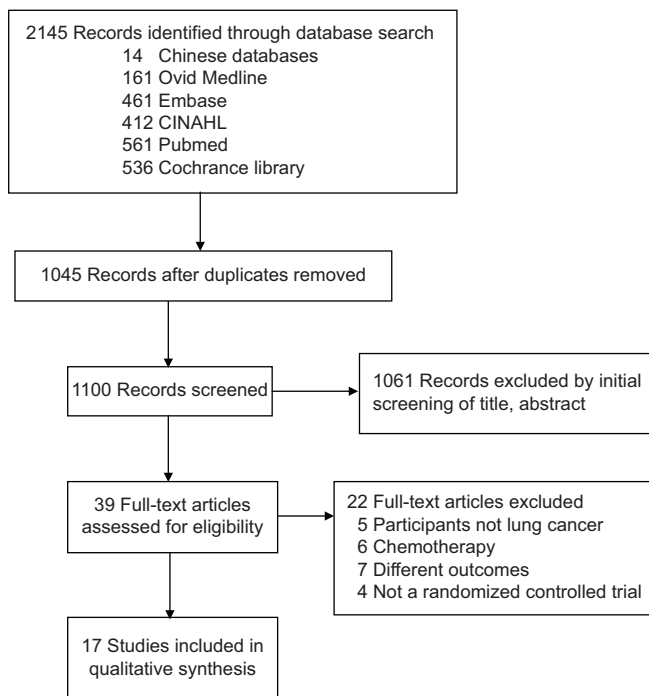 2145 Records identified through database search
14 Chinese databases
161 Ovid Medline
461 Embase
412 CINAHL
561 Pubmed
536 Cochrance library
1045 Records after duplicates removed
1100 Records screened
1061 Records excluded by initial
screening of title, abstract
39 Full-text articles
assessed for eligibility
22 Full-text articles excluded
5 Participants not lung cancer
6 Chemotherapy
7 Different outcomes
4 Not a randomized controlled trial
17 Studies included in
qualitative synthesis